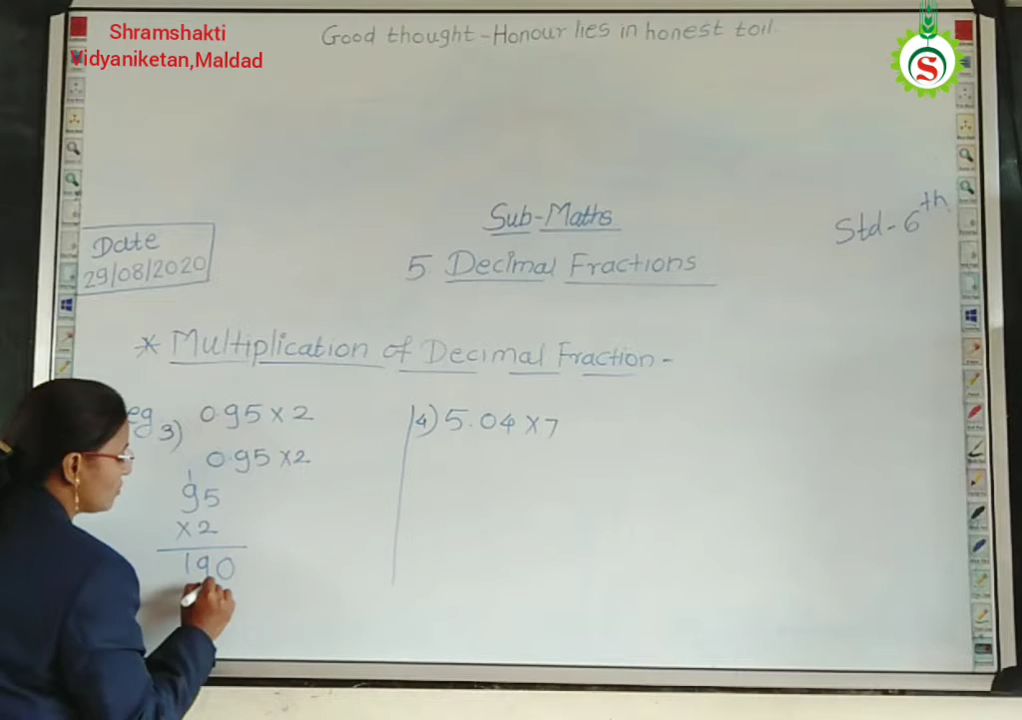 Shramshakti
Vidyaniketan,Maldad
Good thought - Honour lies in honest toil.
S
Sub-Maths
Std-6th
Date
29/08/2020
5 Decimal Fractions
* Multiplication of Decimal Fraction -
eg 3) 0.95 × 2
0.95 × 2
1
95
× 2
190
4) 5.04 × 7